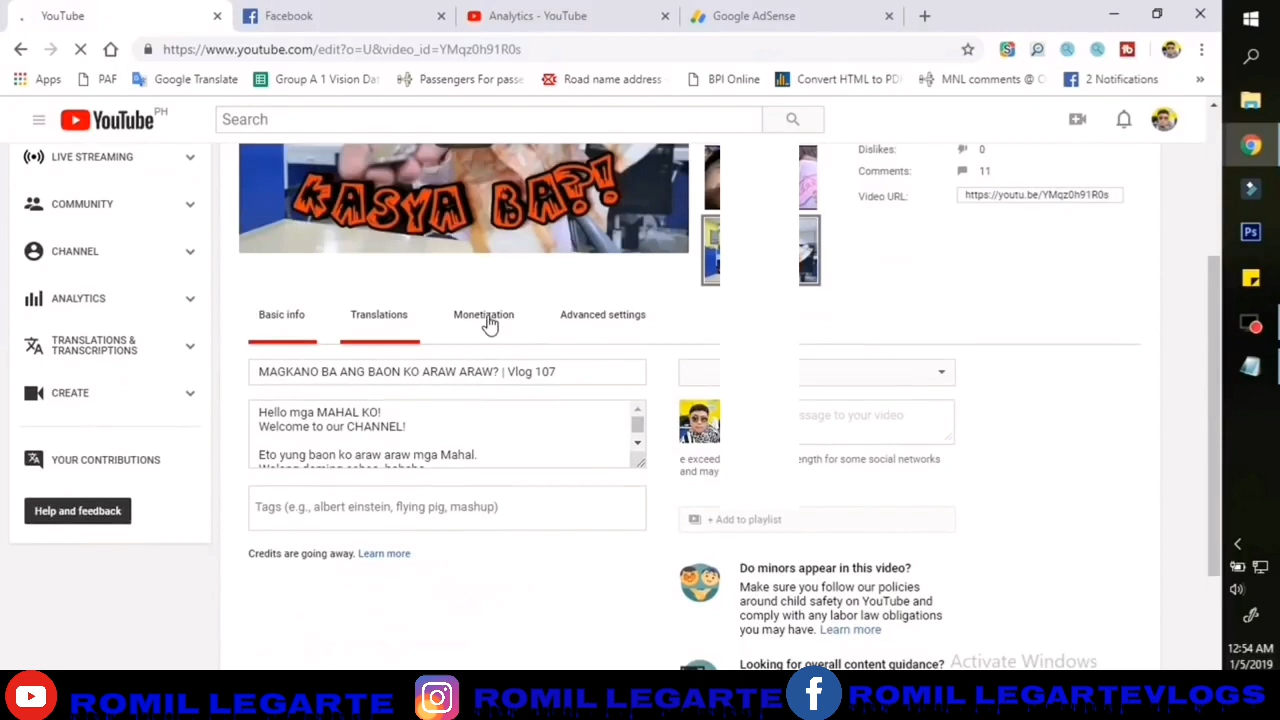 YouTube
Facebook
Analytics - YouTube
Google AdSense
https://www.youtube.com/edit?o=U&video_id=YMqz0h91R0s
Apps
PAF
Google Translate
Group A 1 Vision Da
Passengers For passe
Road name address
BPI Online
Convert HTML to PD
MNL comments @ C
2 Notifications
YouTube PH
Search
LIVE STREAMING
COMMUNITY
CHANNEL
ANALYTICS
TRANSLATIONS &
TRANSCRIPTIONS
CREATE
YOUR CONTRIBUTIONS
Help and feedback
KASYA BA?!
Dislikes: 0
Comments: 11
Video URL: https://youtu.be/YMqz0h91R0s
Basic info
Translations
Monetization
Advanced settings
MAGKANO BA ANG BAON KO ARAW ARAW? | Vlog 107
Hello mga MAHAL KO!
Welcome to our CHANNEL!
Eto yung baon ko araw araw mga Mahal.
Tags (e.g., albert einstein, flying pig, mashup)
Credits are going away. Learn more
ssage to your video
e exceed ength for some social networks
and may
+ Add to playlist
Do minors appear in this video?
Make sure you follow our policies
around child safety on YouTube and
comply with any labor law obligations
you may have. Learn more
Looking for overall content guidance?
Activate Windows
Ps
12:54 AM
1/5/2019
ROMIL LEGARTE
ROMIL LEGARTE
ROMIL LEGARTEVLOGS